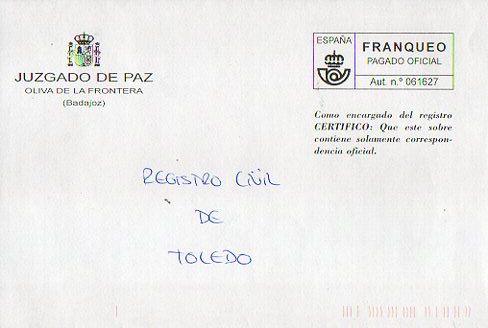 JUZGADO DE PAZ
OLIVA DE LA FRONTERA
(Badajoz)
ESPAÑA
FRANQUEO
PAGADO OFICIAL
Aut. n.º 061627
Como encargado del registro
CERTIFICO: Que este sobre
contiene solamente correspon-
dencia oficial.
REGISTRO CIVIL
DE
TOLEDO